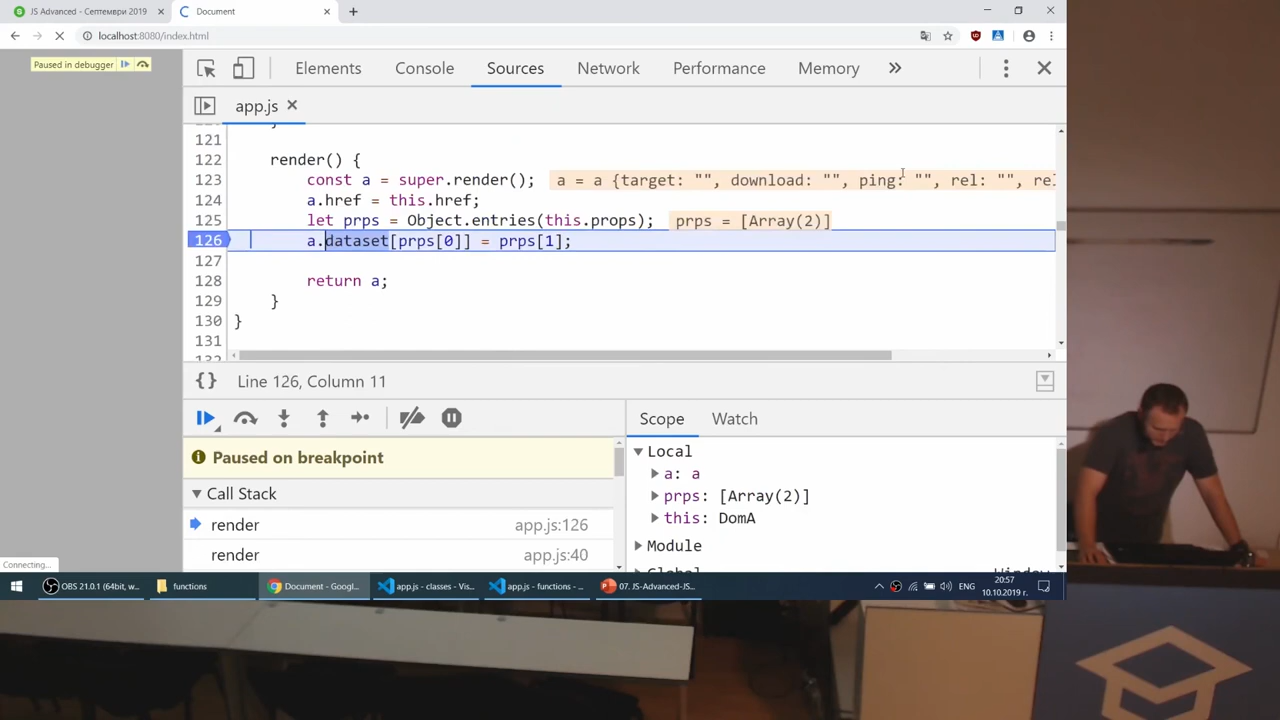 JS Advanced - Септември 2019
Document
localhost:8080/index.html
Paused in debugger
Elements
Console
Sources
Network
Performance
Memory
app.js
121
122 render() {
123 const a = super.render(); a = a {target: "", download: "", ping: "", rel: "", rel
124 a.href = this.href;
125 let prps = Object.entries(this.props); prps = [Array(2)]
126 a.dataset[prps[0]] = prps[1];
127
128 return a;
129 }
130 }
131
{} Line 126, Column 11
Paused on breakpoint
Call Stack
render app.js:126
render app.js:40
Scope
Watch
Local
a: a
prps: [Array(2)]
this: DomA
Module
Connecting...
OBS 21.0.1 (64bit, w...
functions
Document - Googl...
app.js - classes - Vis...
app.js - functions - ...
07. JS-Advanced-JS...
ENG
20:57
10.10.2019 г.